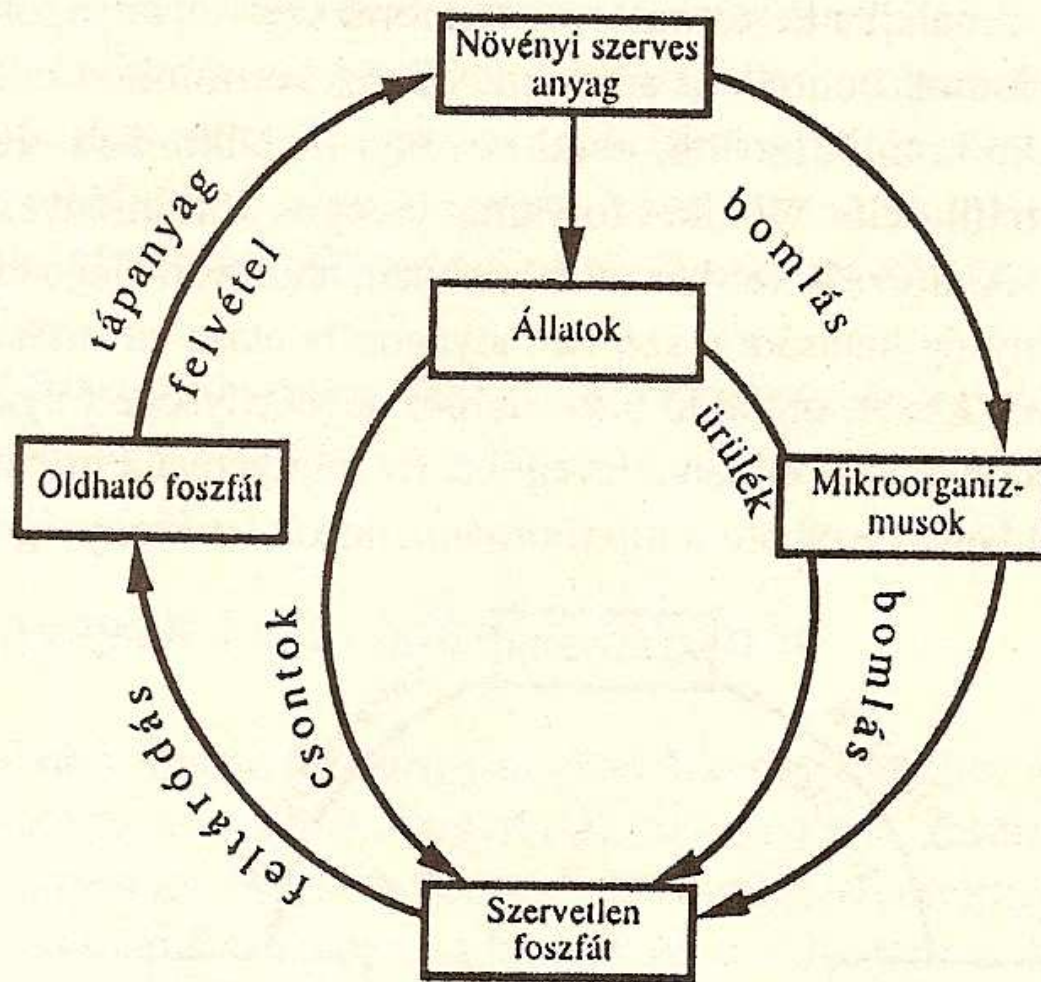 Növényi szerves
anyag
tápanyag
felvétel
bomlás
Állatok
ürülék
Oldható foszfát
Mikroorganiz-
musok
csontok
bomlás
feltáródás
Szervetlen
foszfát